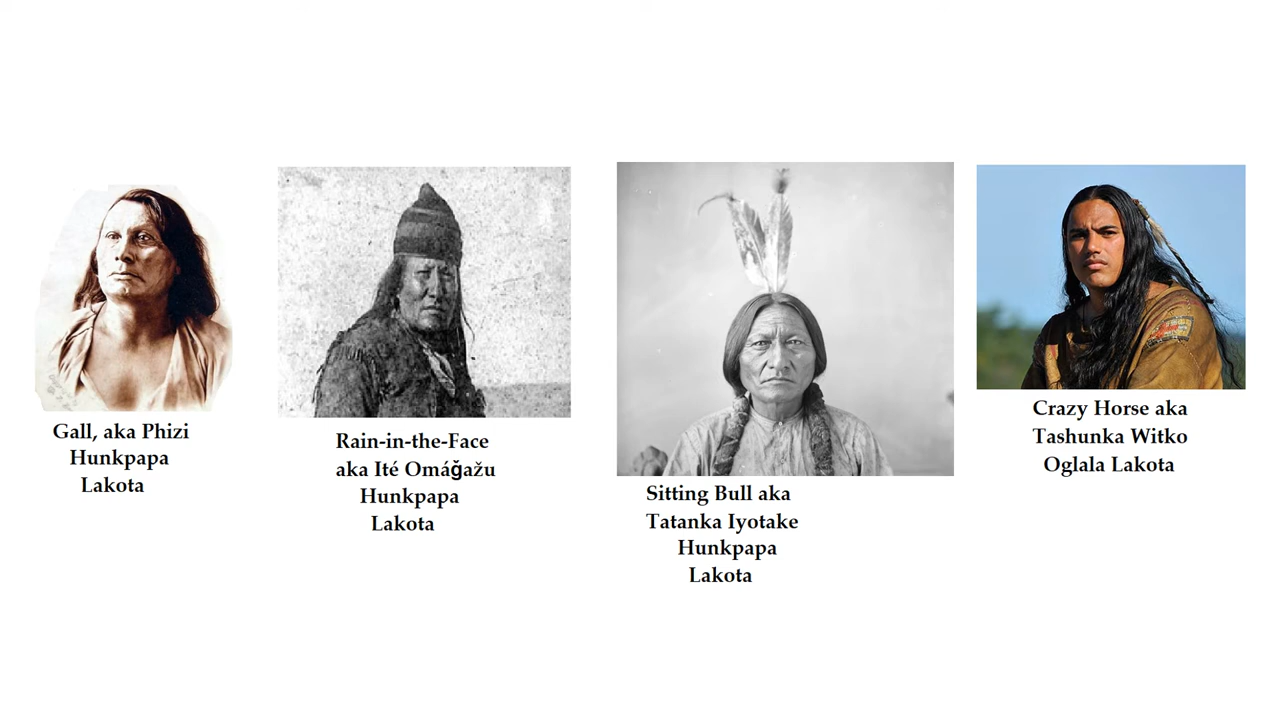 Gall, aka Phizi
Hunkpapa
Lakota
Rain-in-the-Face
aka Ité Omáǧažu
Hunkpapa
Lakota
Sitting Bull aka
Tatanka Iyotake
Hunkpapa
Lakota
Crazy Horse aka
Tashunka Witko
Oglala Lakota